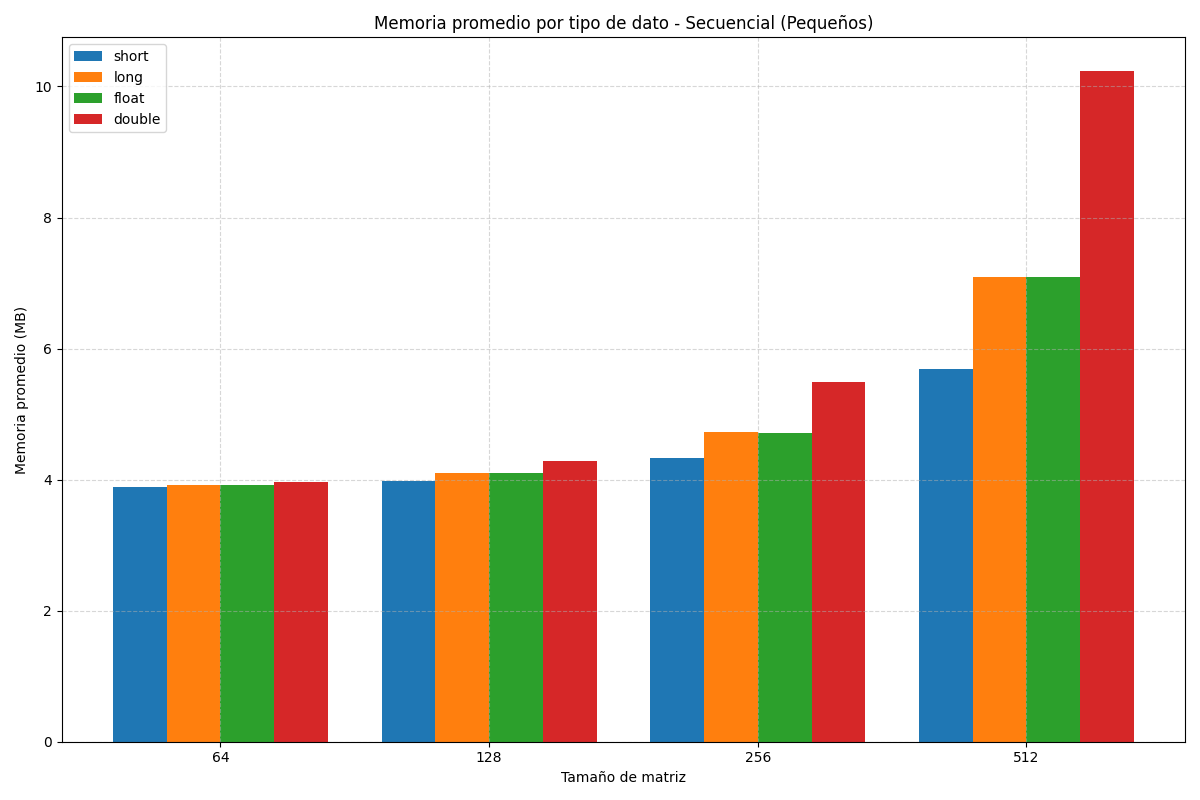 Memoria promedio por tipo de dato - Secuencial (Pequeños)
short
long
float
double
Memoria promedio (MB)
10
8
6
4
2
0
64 128 256 512
Tamaño de matriz